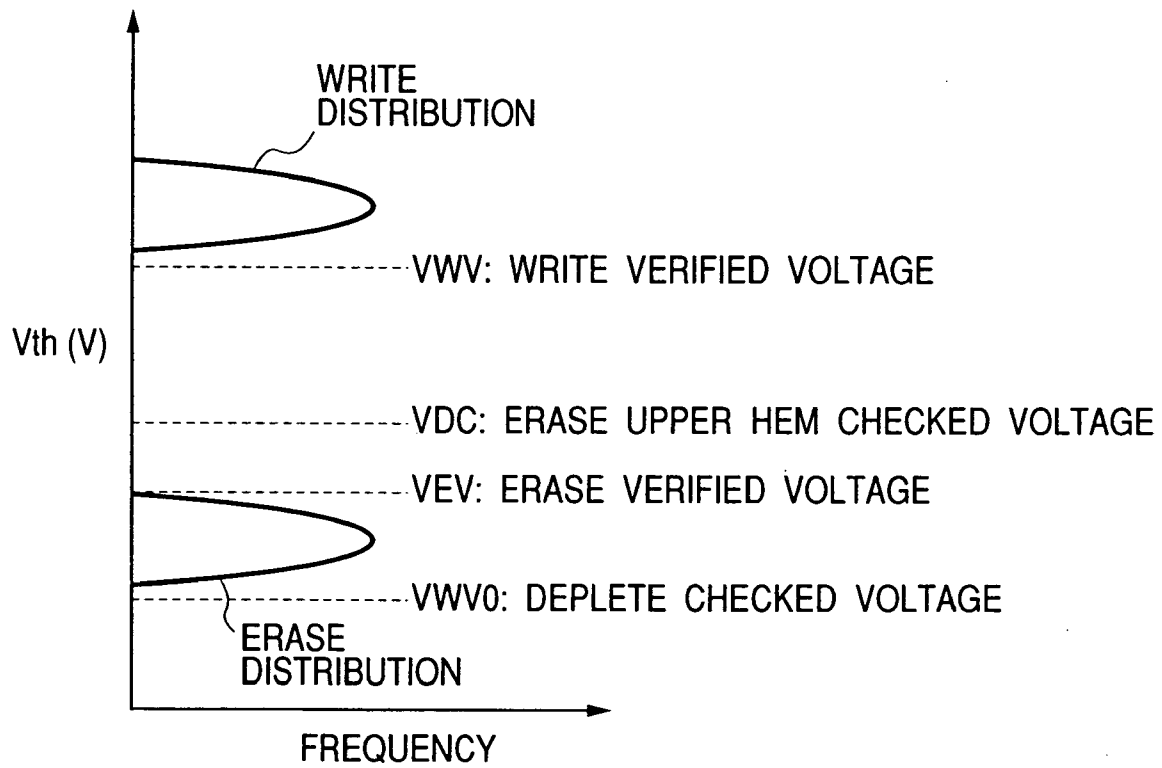 WRITE
DISTRIBUTION
VWV: WRITE VERIFIED VOLTAGE
Vth (V)
VDC: ERASE UPPER HEM CHECKED VOLTAGE
VEV: ERASE VERIFIED VOLTAGE
VWV0: DEPLETE CHECKED VOLTAGE
ERASE
DISTRIBUTION
FREQUENCY